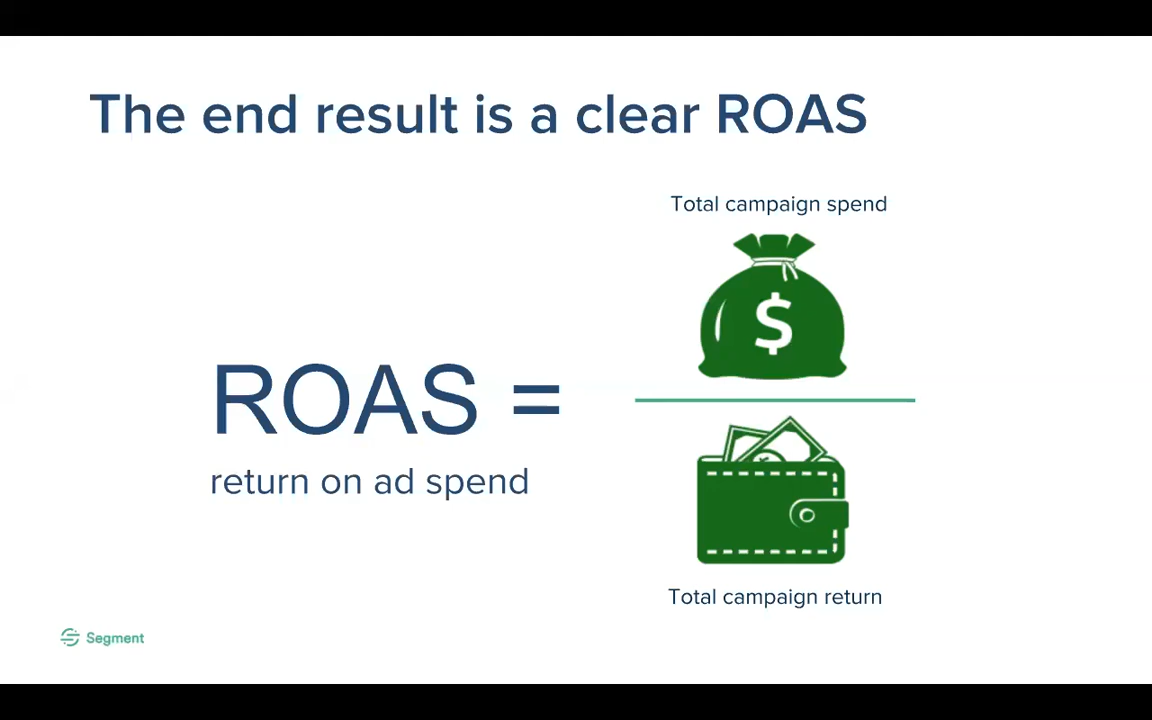 The end result is a clear ROAS
Total campaign spend
$
ROAS =
return on ad spend
Total campaign return
Segment